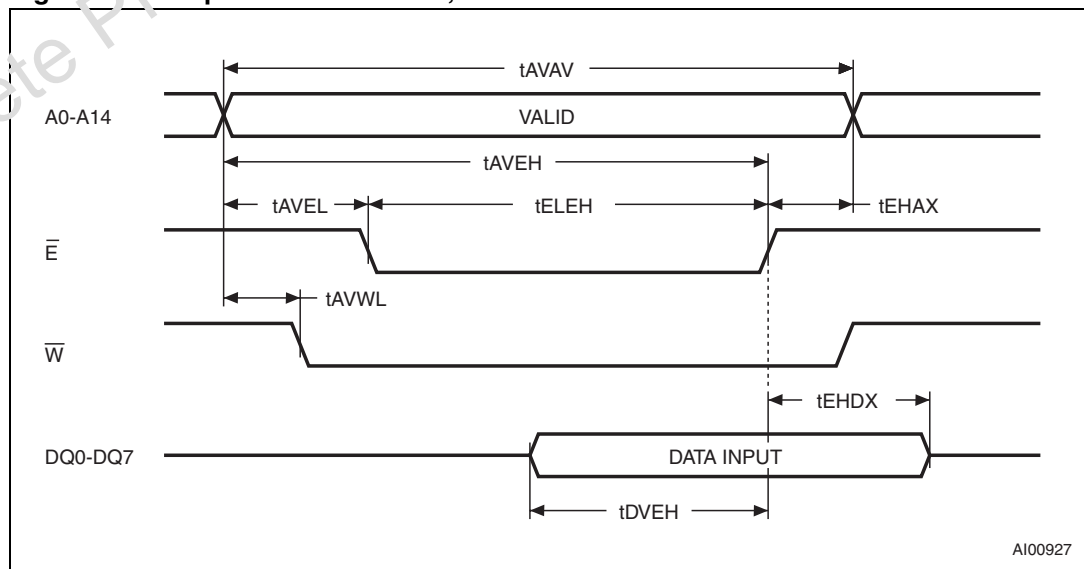 tAVAV
A0-A14
VALID
tAVEH
tAVEL
tELEH
tEHAX
E̅
tAVWL
W̅
tEHDX
DQ0-DQ7
DATA INPUT
tDVEH
AI00927